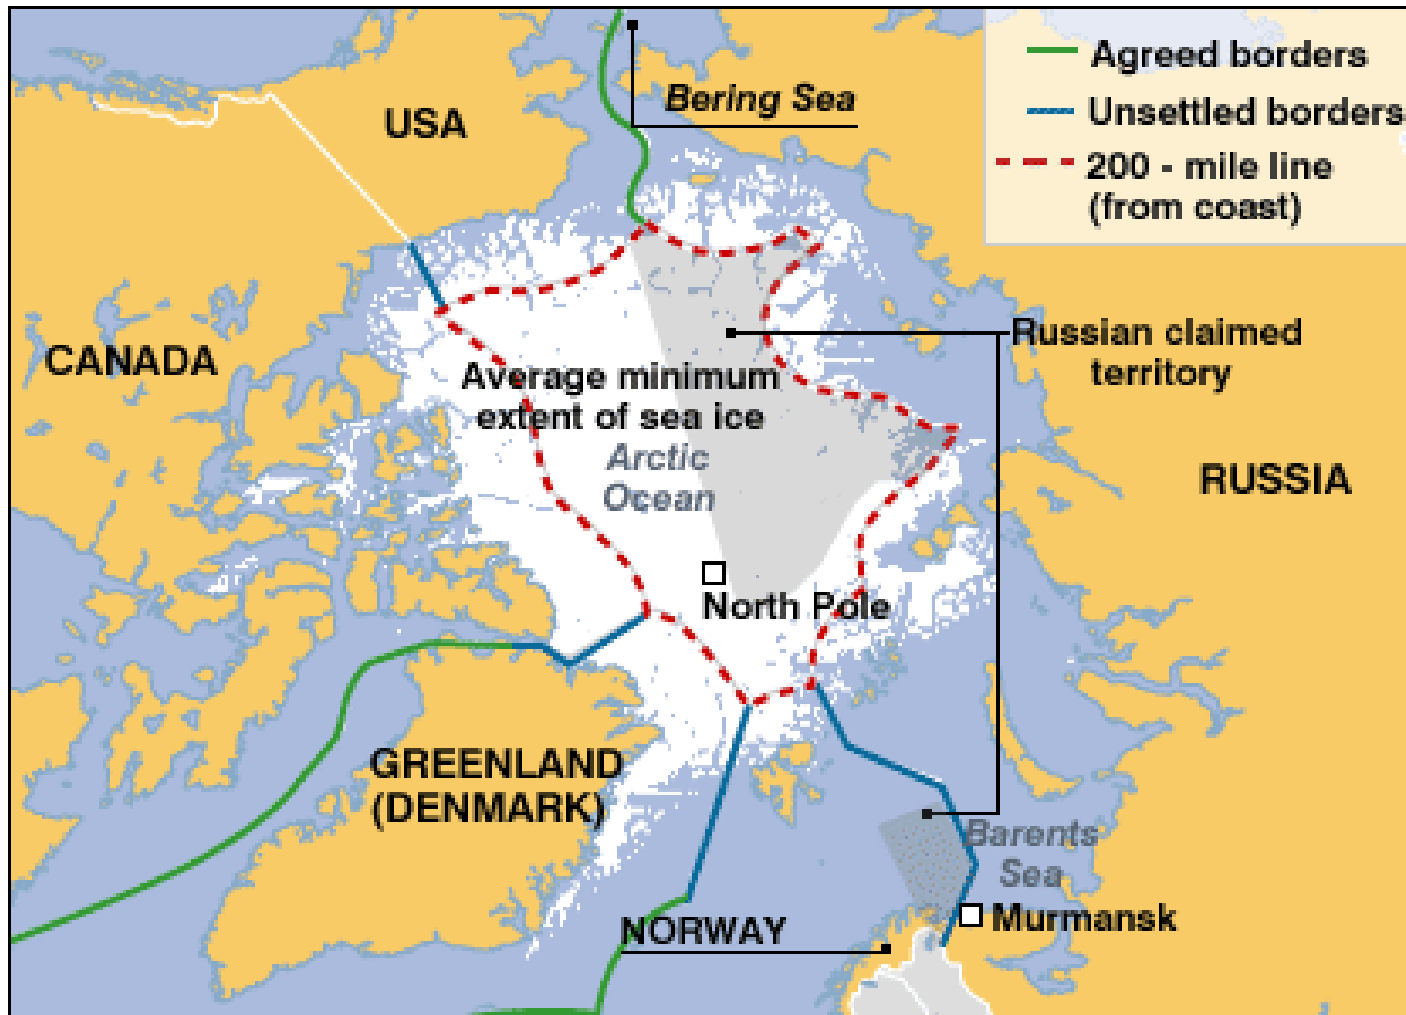 Agreed borders
Bering Sea
Unsettled borders
USA
200 - mile line
(from coast)
Russian claimed
territory
CANADA
Average minimum
extent of sea ice
Arctic
Ocean
RUSSIA
North Pole
GREENLAND
(DENMARK)
Barents
Sea
Murmansk
NORWAY